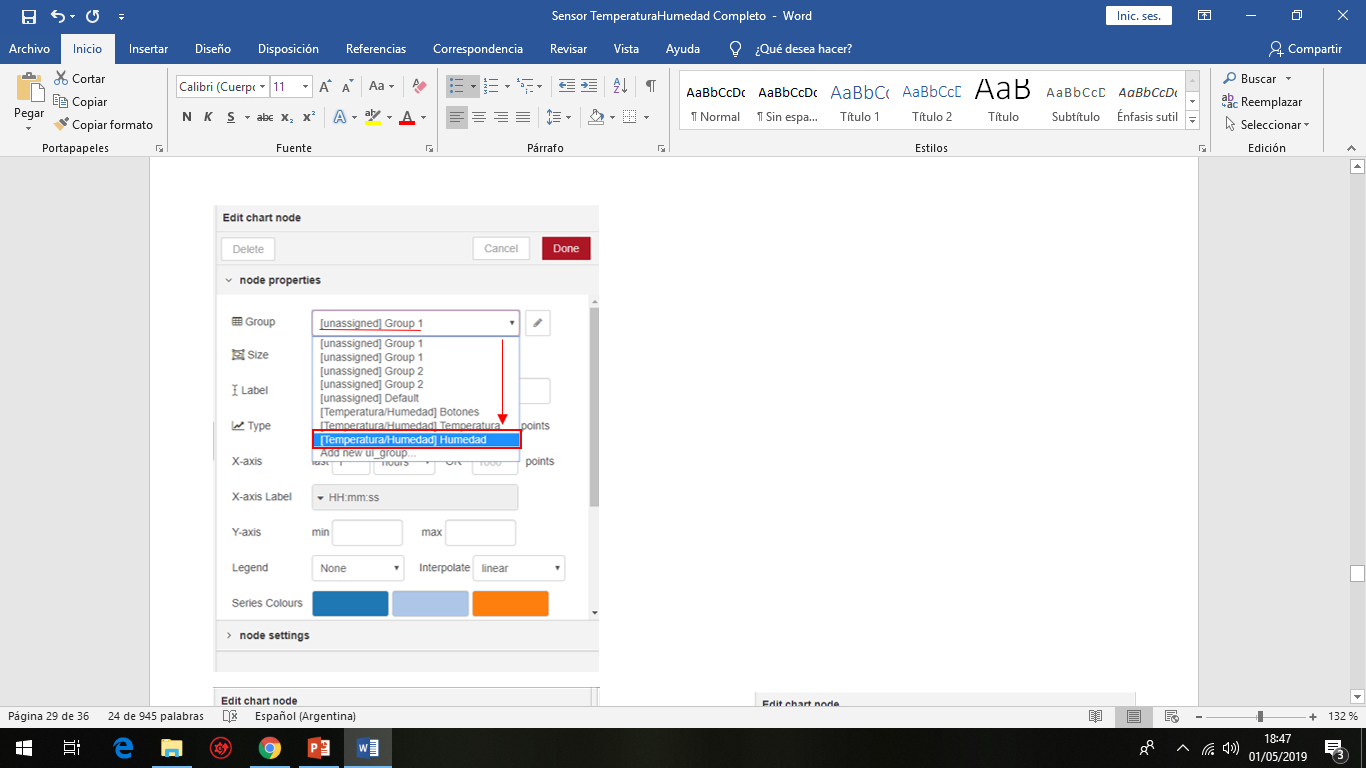 Sensor TemperaturaHumedad Completo - Word
Inic. ses.
Archivo Inicio Insertar Diseño Disposición Referencias Correspondencia Revisar Vista Ayuda ¿Qué desea hacer? Compartir
Pegar
Cortar
Copiar
Copiar formato
Portapapeles
Calibri (Cuerpo 11
N K S abc x₂ x²
Fuente
Párrafo
AaBbCcDc AaBbCcDc AaBbCc AaBbCcD AaB AaBbCcD AaBbCcDc
¶ Normal ¶ Sin espa... Título 1 Título 2 Título Subtítulo Énfasis sutil
Estilos
Buscar
Reemplazar
Seleccionar
Edición
Edit chart node
Delete Cancel Done
node properties
Group [unassigned] Group 1
[unassigned] Group 1
[unassigned] Group 1
[unassigned] Group 2
[unassigned] Group 2
[unassigned] Default
[Temperatura/Humedad] Botones
[Temperatura/Humedad] Temperatura
[Temperatura/Humedad] Humedad
Add new ui_group...
Size
Label
Type points
X-axis last 1 hours OR 1000 points
X-axis Label HH:mm:ss
Y-axis min max
Legend None Interpolate linear
Series Colours
node settings
Edit chart node
Edit chart node
Página 29 de 36 24 de 945 palabras Español (Argentina) 132 %
18:47
01/05/2019
3